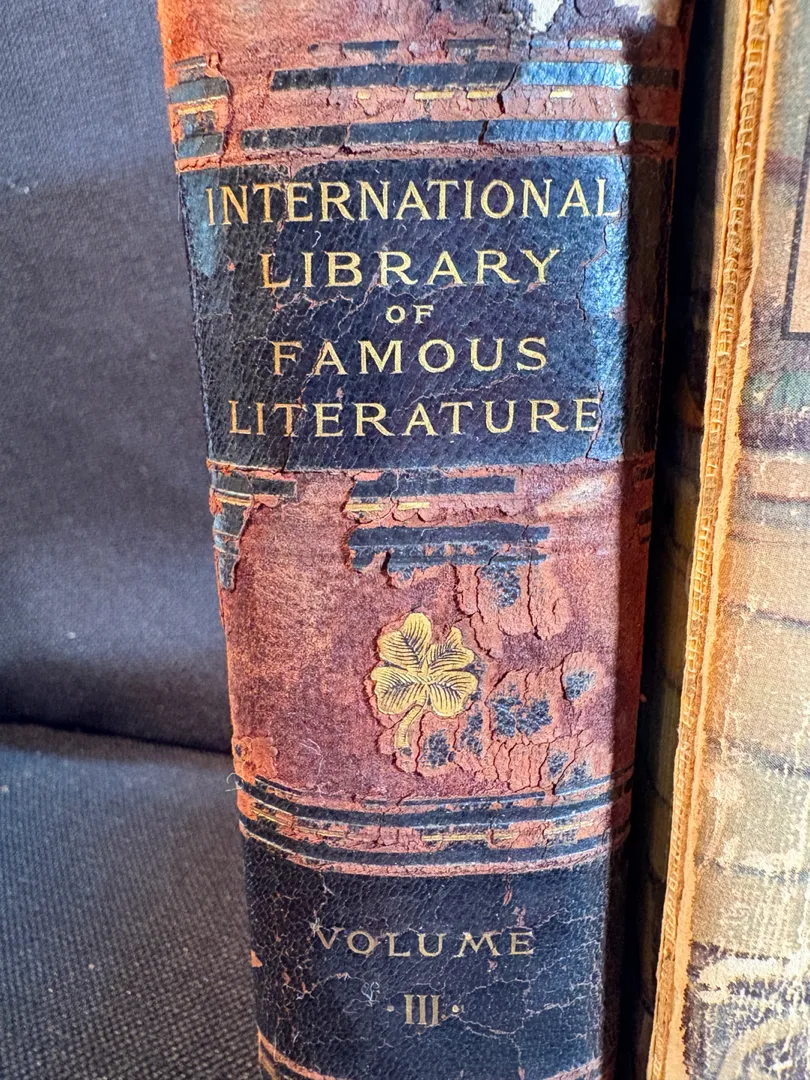 INTERNATIONAL
LIBRARY
OF
FAMOUS
LITERATURE
VOLUME
·III·